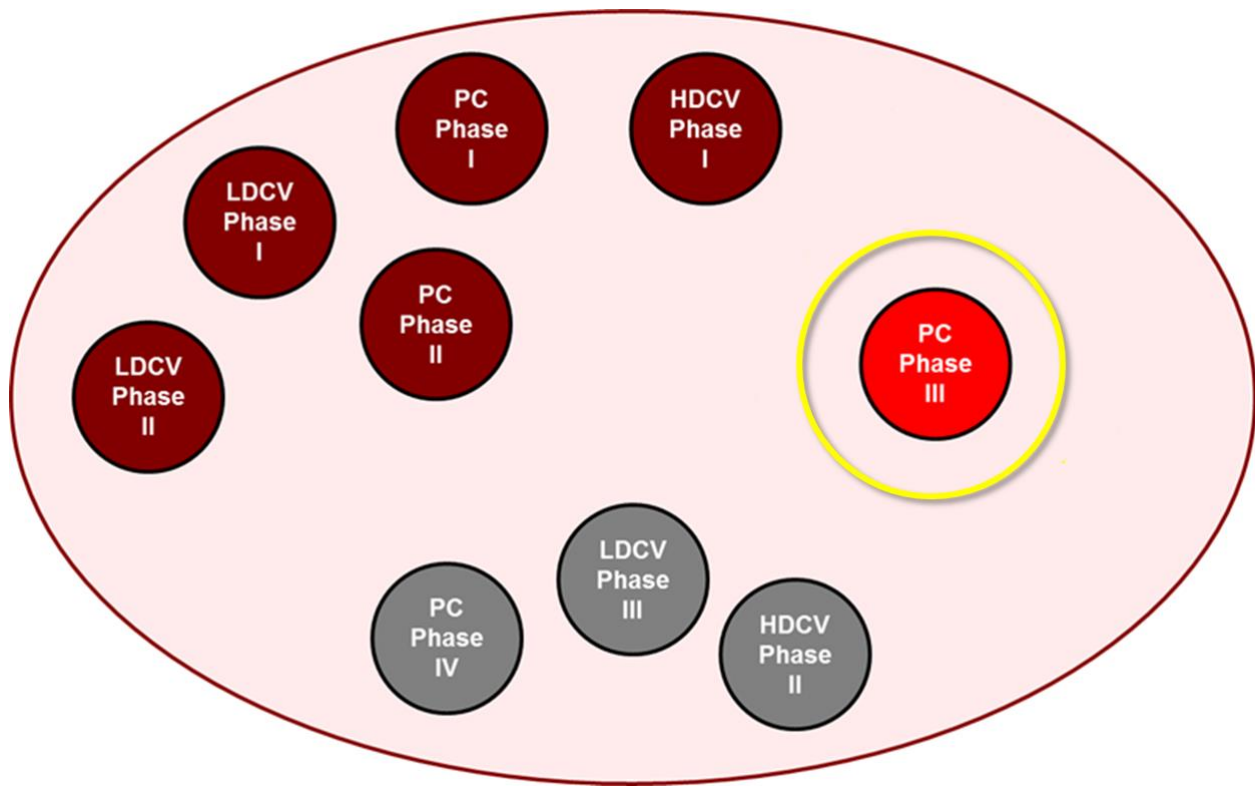 PC
Phase
I
HDCV
Phase
I
LDCV
Phase
I
PC
Phase
II
LDCV
Phase
II
PC
Phase
III
LDCV
Phase
III
PC
Phase
IV
HDCV
Phase
II